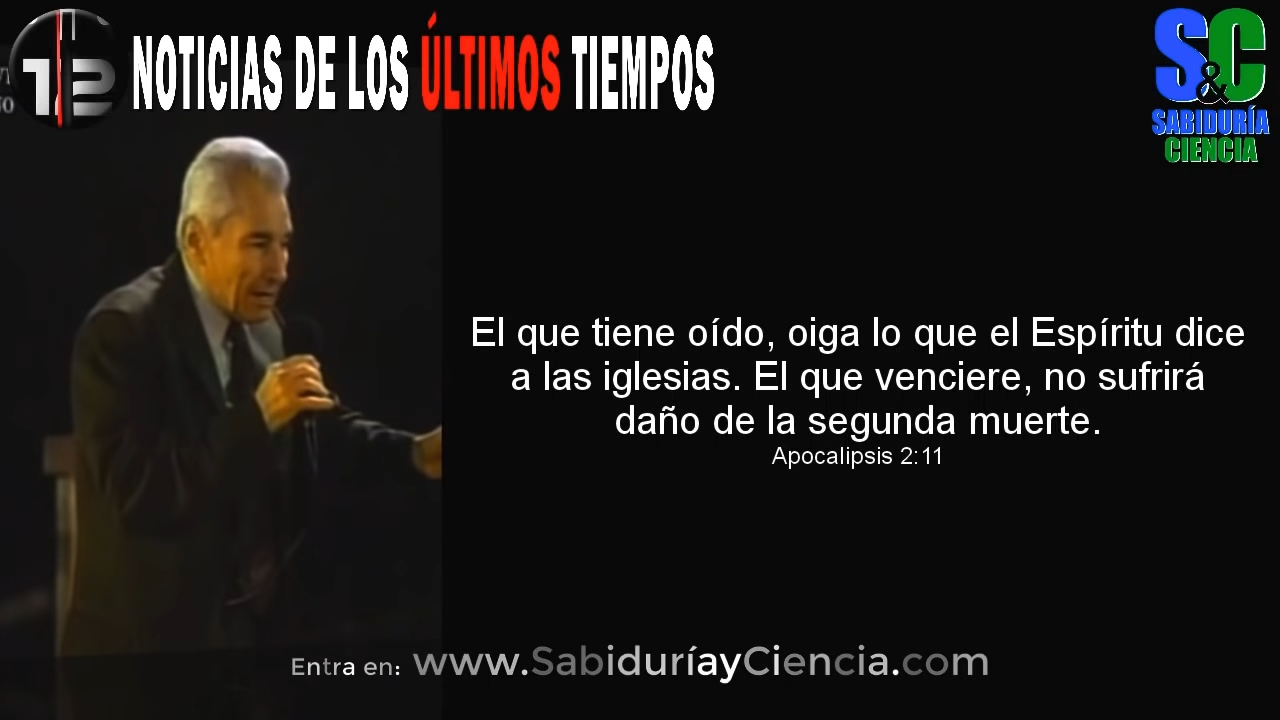 12 NOTICIAS DE LOS ÚLTIMOS TIEMPOS
S&C
SABIDURÍA
CIENCIA
El que tiene oído, oiga lo que el Espíritu dice
a las iglesias. El que venciere, no sufrirá
daño de la segunda muerte.
Apocalipsis 2:11
Entra en: www.SabiduríayCiencia.com